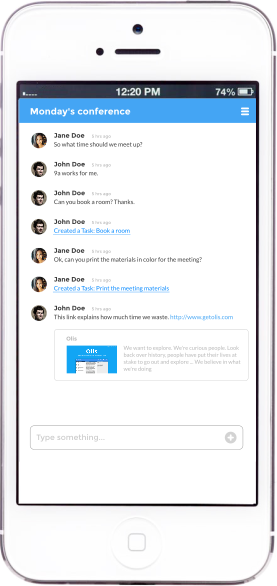 12:20 PM 74%
Monday's conference
Jane Doe 5 hrs ago
So what time should we meet up?
John Doe 5 hrs ago
9a works for me.
John Doe 5 hrs ago
Can you book a room? Thanks.
John Doe 5 hrs ago
Created a Task: Book a room
Jane Doe 5 hrs ago
Ok, can you print the materials in color for the meeting?
Jane Doe 5 hrs ago
Created a Task: Print the meeting materials
John Doe 5 hrs ago
This link explains how much time we waste. http://www.getolis.com
Olis
Olis
We want to explore. We're curious people. Look
back over history, people have put their lives at
stake to go out and explore ... We believe in what
we're doing
Type something...